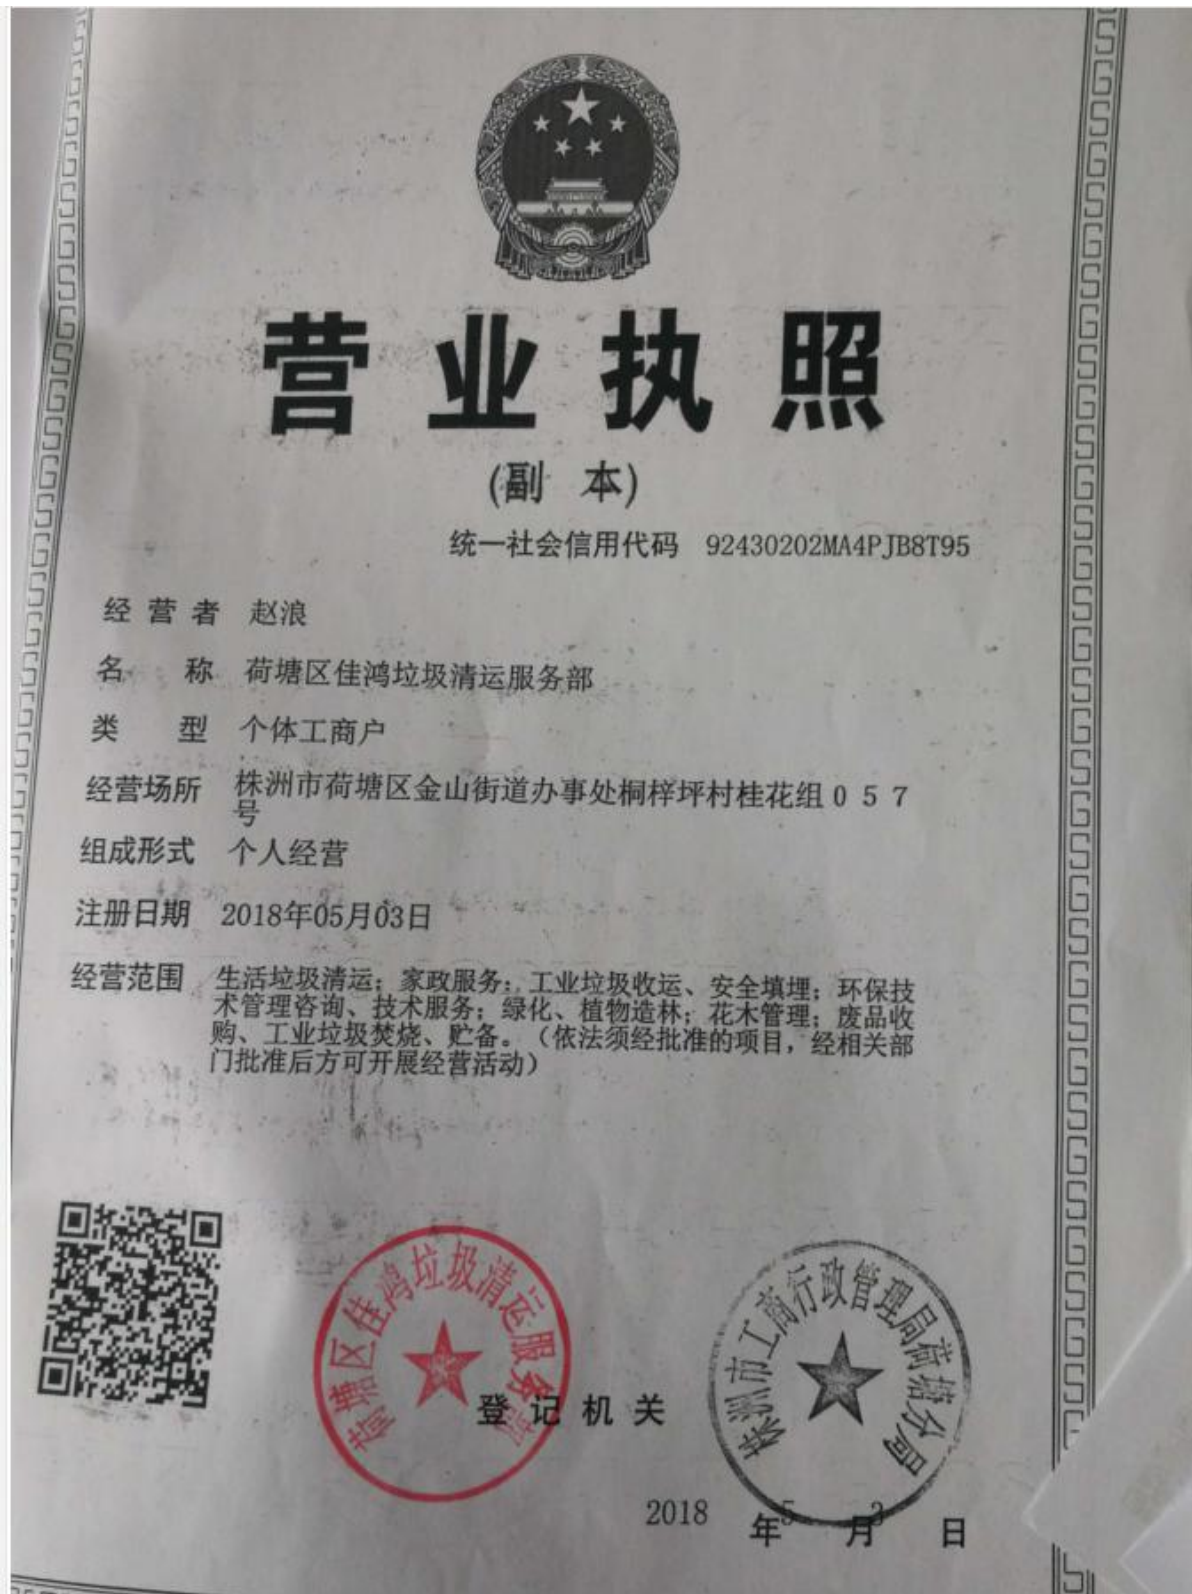 营业执照
(副 本)
统一社会信用代码 92430202MA4PJB8T95
经营者 赵浪
名称 荷塘区佳鸿垃圾清运服务部
类型 个体工商户
经营场所 株洲市荷塘区金山街道办事处桐梓坪村桂花组０５７
号
组成形式 个人经营
注册日期 2018年05月03日
经营范围 生活垃圾清运；家政服务；工业垃圾收运、安全填埋；环保技
术管理咨询、技术服务；绿化、植物造林；花木管理；废品收
购、工业垃圾焚烧、贮备。（依法须经批准的项目，经相关部
门批准后方可开展经营活动）
荷塘区佳鸿垃圾清运服务部
株洲市工商行政管理局荷塘分局
登记机关
2018年5月3日